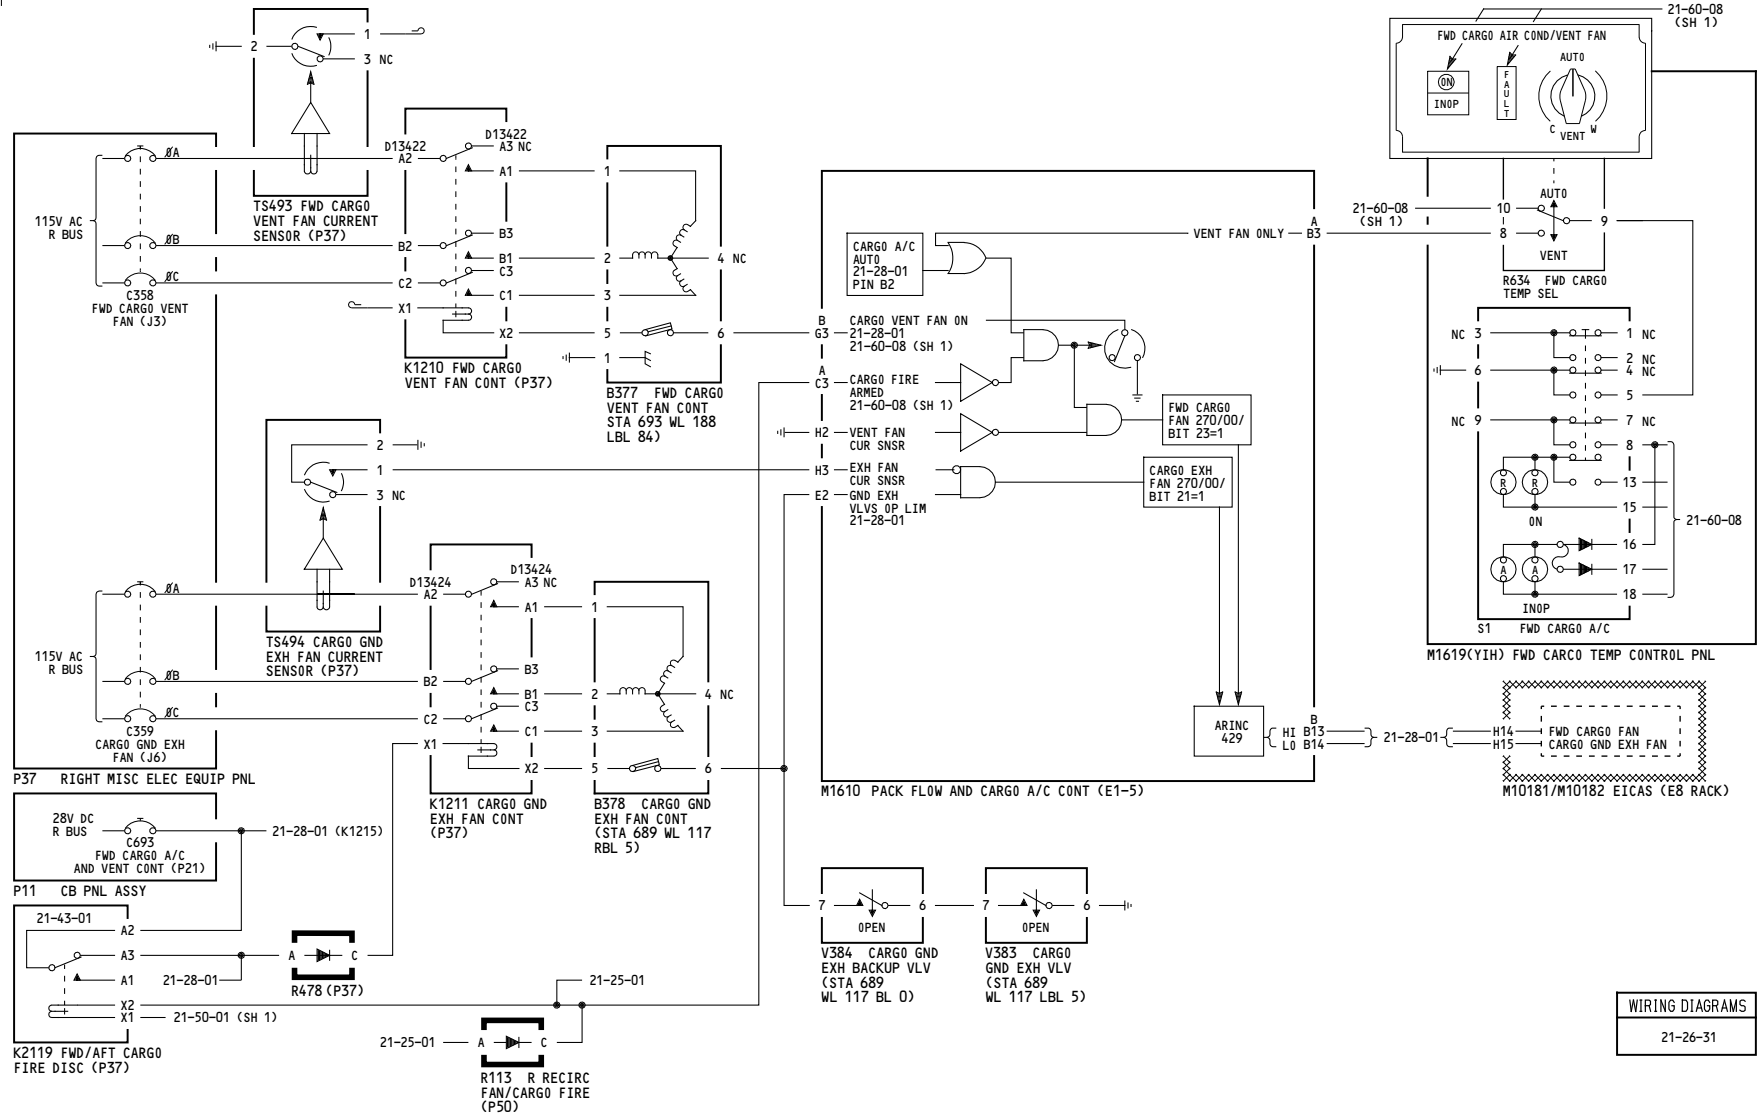 21-60-08
(SH 1)
FWD CARGO AIR COND/VENT FAN
AUTO
ON
INOP
FAULT
C VENT W
1
2
3 NC
TS493 FWD CARGO
VENT FAN CURRENT
SENSOR (P37)
115V AC
R BUS
ØA
ØB
ØC
C358
FWD CARGO VENT
FAN (J3)
D13422
A2
D13422
A3 NC
A1
B3
B2
B1
C3
C2
C1
X1
X2
K1210 FWD CARGO
VENT FAN CONT (P37)
1
2
4 NC
3
5
6
1
B377 FWD CARGO
VENT FAN CONT
STA 693 WL 188
LBL 84)
CARGO A/C
AUTO
21-28-01
PIN B2
VENT FAN ONLY
A
B3
B
G3
CARGO VENT FAN ON
21-28-01
21-60-08 (SH 1)
A
C3
CARGO FIRE
ARMED
21-60-08 (SH 1)
H2
VENT FAN
CUR SNSR
H3
EXH FAN
CUR SNSR
E2
GND EXH
VLVS OP LIM
21-28-01
FWD CARGO
FAN 270/00/
BIT 23=1
CARGO EXH
FAN 270/00/
BIT 21=1
ARINC
429
B
HI B13
LO B14
21-28-01
M1610 PACK FLOW AND CARGO A/C CONT (E1-5)
21-60-08
(SH 1)
10
8
AUTO
VENT
9
R634 FWD CARGO
TEMP SEL
NC 3
1 NC
2 NC
6
4 NC
5
NC 9
7 NC
8
R
R
13
ON
15
21-60-08
16
A
A
17
INOP
18
S1 FWD CARGO A/C
M1619(YIH) FWD CARCO TEMP CONTROL PNL
H14
H15
FWD CARGO FAN
CARGO GND EXH FAN
M10181/M10182 EICAS (E8 RACK)
2
1
3 NC
TS494 CARGO GND
EXH FAN CURRENT
SENSOR (P37)
115V AC
R BUS
ØA
ØB
ØC
C359
CARGO GND EXH
FAN (J6)
P37 RIGHT MISC ELEC EQUIP PNL
D13424
A2
D13424
A3 NC
A1
B3
B2
B1
C3
C2
C1
X1
X2
K1211 CARGO GND
EXH FAN CONT
(P37)
1
2
4 NC
3
5
6
B378 CARGO GND
EXH FAN CONT
(STA 689 WL 117
RBL 5)
28V DC
R BUS
C693
FWD CARGO A/C
AND VENT CONT (P21)
21-28-01 (K1215)
P11 CB PNL ASSY
21-43-01
A2
A3
A1
21-28-01
X2
X1
21-50-01 (SH 1)
K2119 FWD/AFT CARGO
FIRE DISC (P37)
A
C
R478 (P37)
21-25-01
21-25-01
A
C
R113 R RECIRC
FAN/CARGO FIRE
(P50)
7
6
OPEN
V384 CARGO GND
EXH BACKUP VLV
(STA 689
WL 117 BL 0)
7
6
OPEN
V383 CARGO
GND EXH VLV
(STA 689
WL 117 LBL 5)
WIRING DIAGRAMS
21-26-31